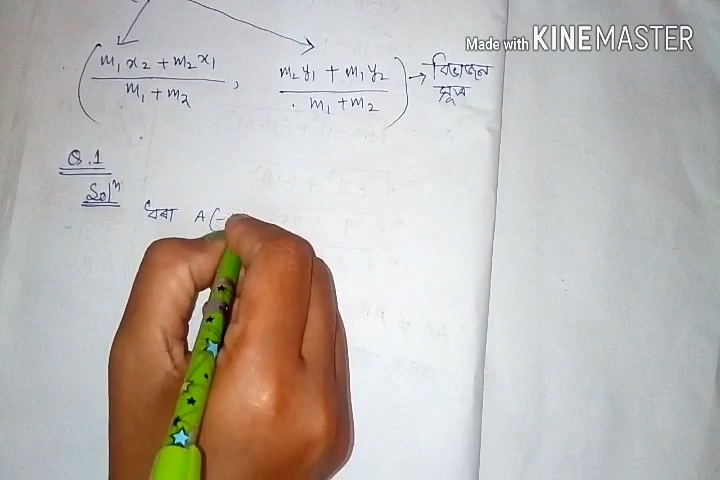 Made with KINEMASTER
( (m₁x₂ + m₂x₁) / (m₁ + m₂) , (m₂y₁ + m₁y₂) / (m₁ + m₂) ) → বিভাজন
সূত্ৰ
Q.1
Solⁿ
ধৰা A(-